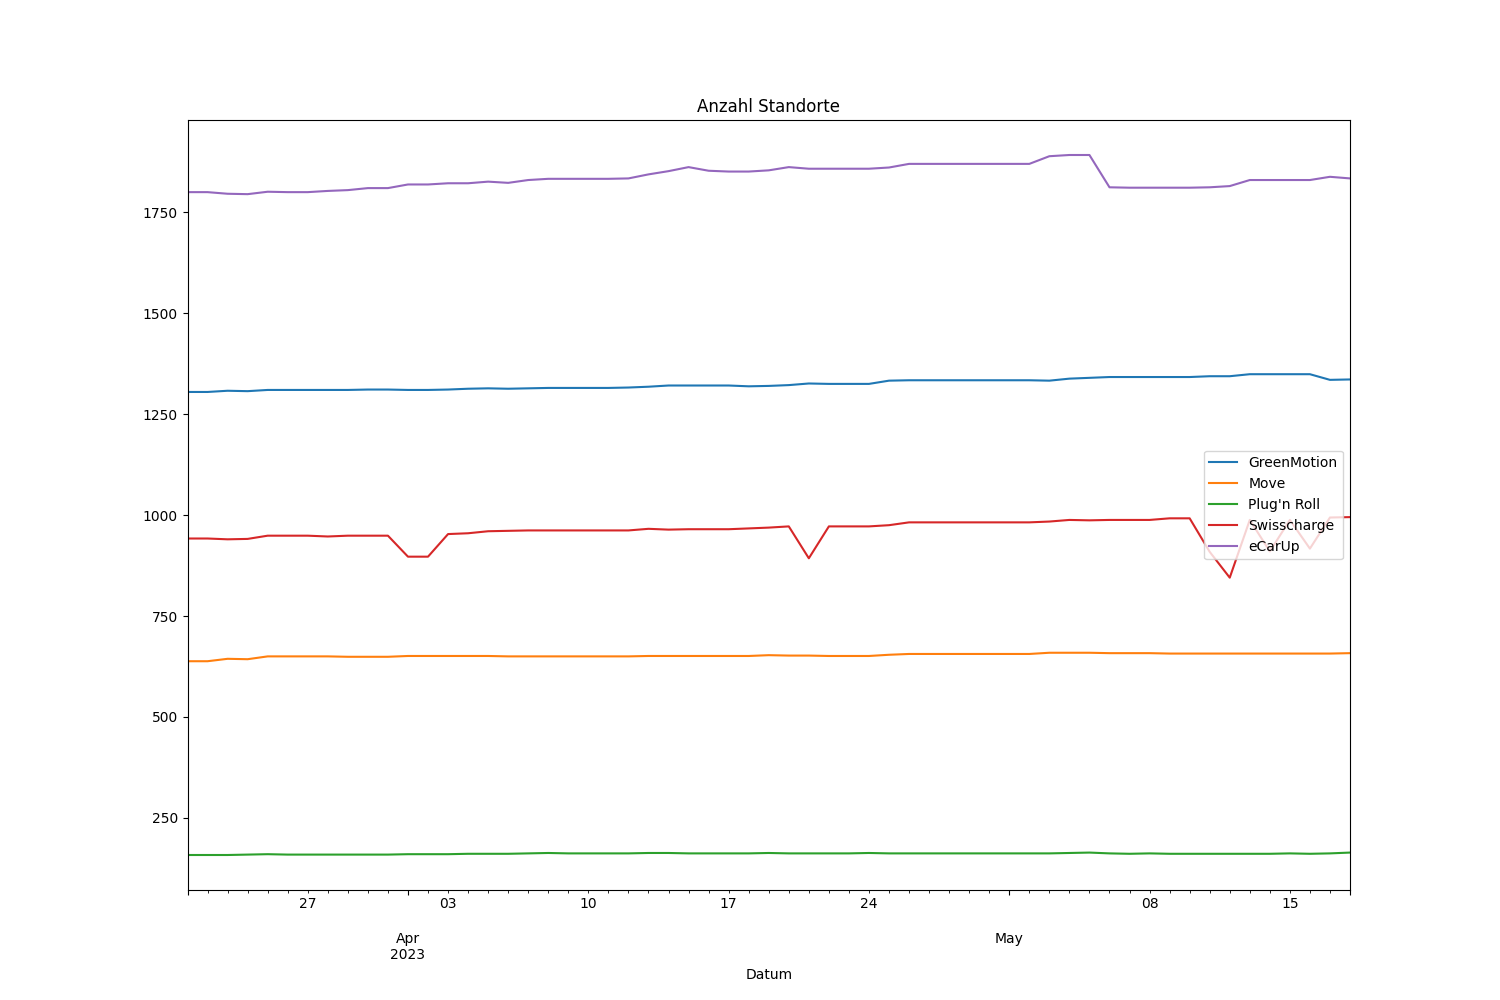 Anzahl Standorte
1750
1500
1250
1000
750
500
250
GreenMotion
Move
Plug'n Roll
Swisscharge
eCarUp
27 03 10 17 24 08 15
Apr May
2023
Datum